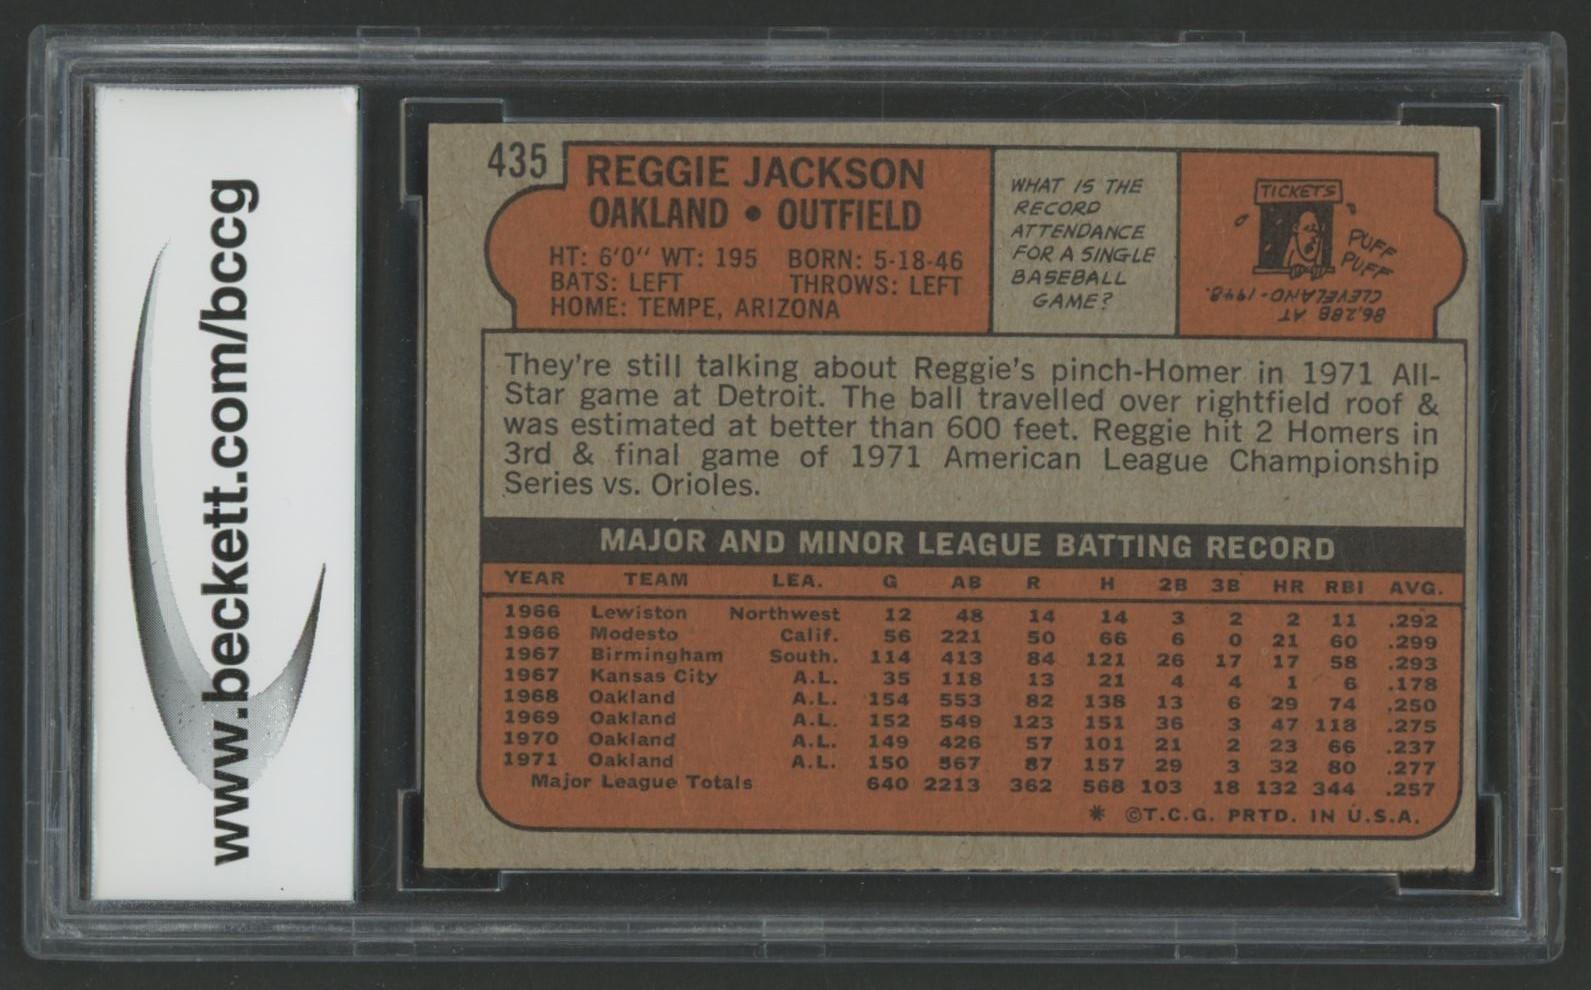 www.beckett.com/bccg
435
REGGIE JACKSON
OAKLAND • OUTFIELD
HT: 6'0" WT: 195 BORN: 5-18-46
BATS: LEFT THROWS: LEFT
HOME: TEMPE, ARIZONA
WHAT IS THE
RECORD
ATTENDANCE
FOR A SINGLE
BASEBALL
GAME?
TICKETS
PUFF
PUFF
86,288 AT
CLEVELAND-1948.
They're still talking about Reggie's pinch-Homer in 1971 All-
Star game at Detroit. The ball travelled over rightfield roof &
was estimated at better than 600 feet. Reggie hit 2 Homers in
3rd & final game of 1971 American League Championship
Series vs. Orioles.
MAJOR AND MINOR LEAGUE BATTING RECORD
YEAR TEAM LEA. G AB R H 2B 3B HR RBI AVG.
1966 Lewiston Northwest 12 48 14 14 3 2 2 11 .292
1966 Modesto Calif. 56 221 50 66 6 0 21 60 .299
1967 Birmingham South. 114 413 84 121 26 17 17 58 .293
1967 Kansas City A.L. 35 118 13 21 4 4 1 6 .178
1968 Oakland A.L. 154 553 82 138 13 6 29 74 .250
1969 Oakland A.L. 152 549 123 151 36 3 47 118 .275
1970 Oakland A.L. 149 426 57 101 21 2 23 66 .237
1971 Oakland A.L. 150 567 87 157 29 3 32 80 .277
Major League Totals 640 2213 362 568 103 18 132 344 .257
* ©T.C.G. PRTD. IN U.S.A.